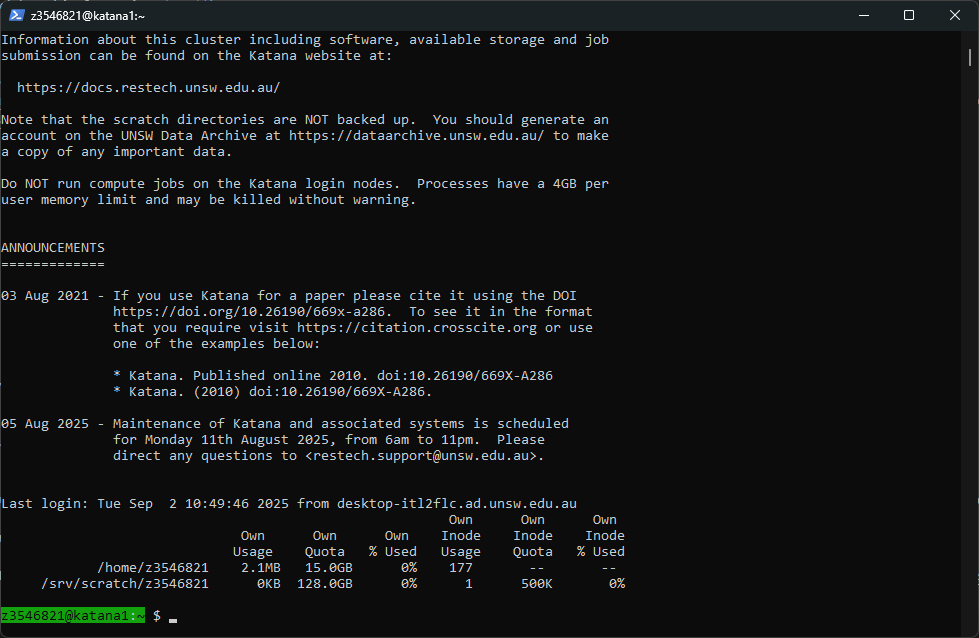 z3546821@katana1:~
Information about this cluster including software, available storage and job
submission can be found on the Katana website at:
https://docs.restech.unsw.edu.au/
Note that the scratch directories are NOT backed up.  You should generate an
account on the UNSW Data Archive at https://dataarchive.unsw.edu.au/ to make
a copy of any important data.
Do NOT run compute jobs on the Katana login nodes.  Processes have a 4GB per
user memory limit and may be killed without warning.
ANNOUNCEMENTS
=============
03 Aug 2021 - If you use Katana for a paper please cite it using the DOI
https://doi.org/10.26190/669x-a286.  To see it in the format
that you require visit https://citation.crosscite.org or use
one of the examples below:
* Katana. Published online 2010. doi:10.26190/669X-A286
* Katana. (2010) doi:10.26190/669X-A286.
05 Aug 2025 - Maintenance of Katana and associated systems is scheduled
for Monday 11th August 2025, from 6am to 11pm.  Please
direct any questions to <restech.support@unsw.edu.au>.
Last login: Tue Sep  2 10:49:46 2025 from desktop-itl2flc.ad.unsw.edu.au
Own Own Own
Own Own Own Inode Inode Inode
Usage Quota % Used Usage Quota % Used
/home/z3546821 2.1MB 15.0GB 0% 177 -- --
/srv/scratch/z3546821 0KB 128.0GB 0% 1 500K 0%
z3546821@katana1:~ $ _